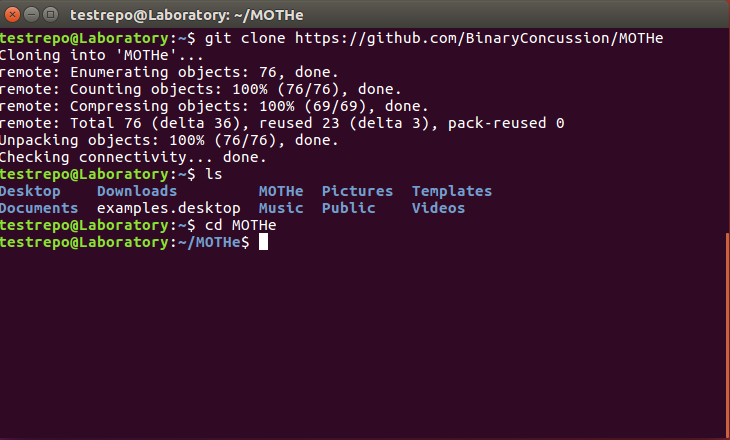 testrepo@Laboratory: ~/MOTHe
testrepo@Laboratory:~$ git clone https://github.com/BinaryConcussion/MOTHe
Cloning into 'MOTHe'...
remote: Enumerating objects: 76, done.
remote: Counting objects: 100% (76/76), done.
remote: Compressing objects: 100% (69/69), done.
remote: Total 76 (delta 36), reused 23 (delta 3), pack-reused 0
Unpacking objects: 100% (76/76), done.
Checking connectivity... done.
testrepo@Laboratory:~$ ls
Desktop Downloads MOTHe Pictures Templates
Documents examples.desktop Music Public Videos
testrepo@Laboratory:~$ cd MOTHe
testrepo@Laboratory:~/MOTHe$